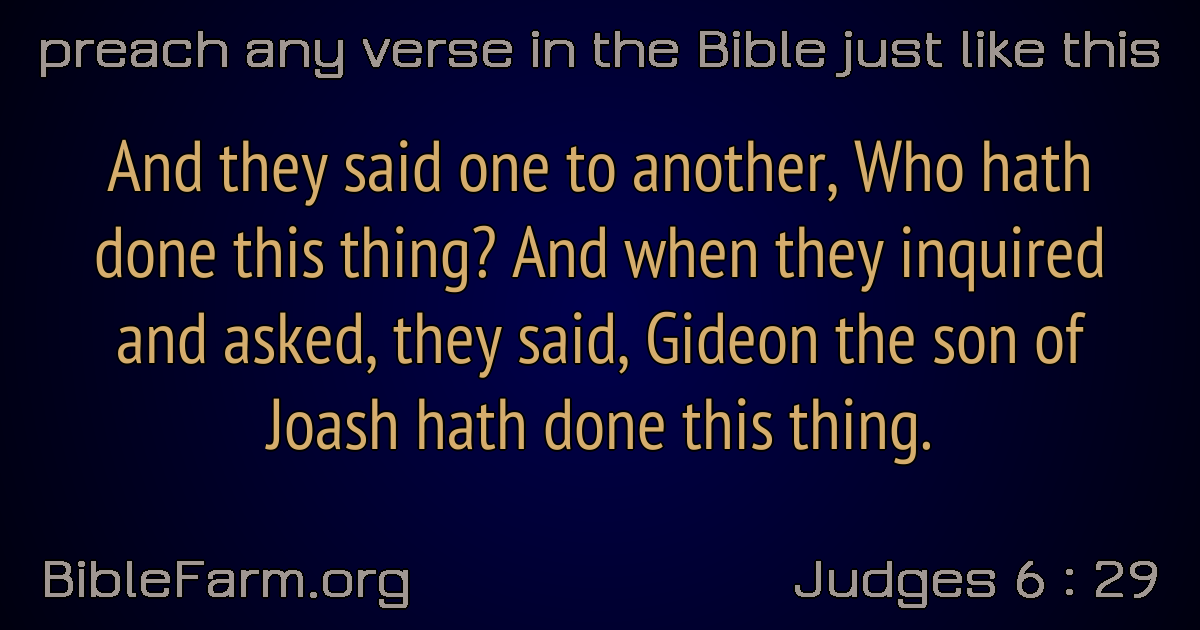 preach any verse in the Bible just like this
And they said one to another, Who hath
done this thing? And when they inquired
and asked, they said, Gideon the son of
Joash hath done this thing.
BibleFarm.org
Judges 6 : 29